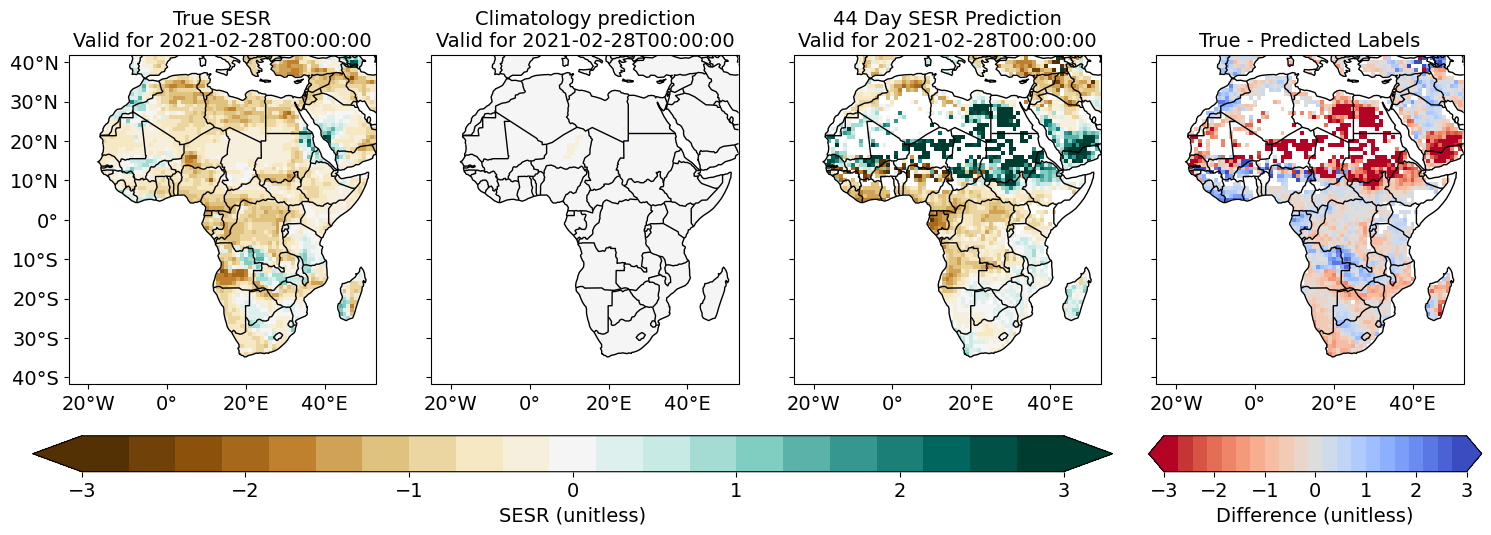 True SESR
Valid for 2021-02-28T00:00:00
Climatology prediction
Valid for 2021-02-28T00:00:00
44 Day SESR Prediction
Valid for 2021-02-28T00:00:00
True - Predicted Labels
40°N
30°N
20°N
10°N
0°
10°S
20°S
30°S
40°S
20°W 0° 20°E 40°E
20°W 0° 20°E 40°E
20°W 0° 20°E 40°E
20°W 0° 20°E 40°E
−3 −2 −1 0 1 2 3
SESR (unitless)
−3 −2 −1 0 1 2 3
Difference (unitless)